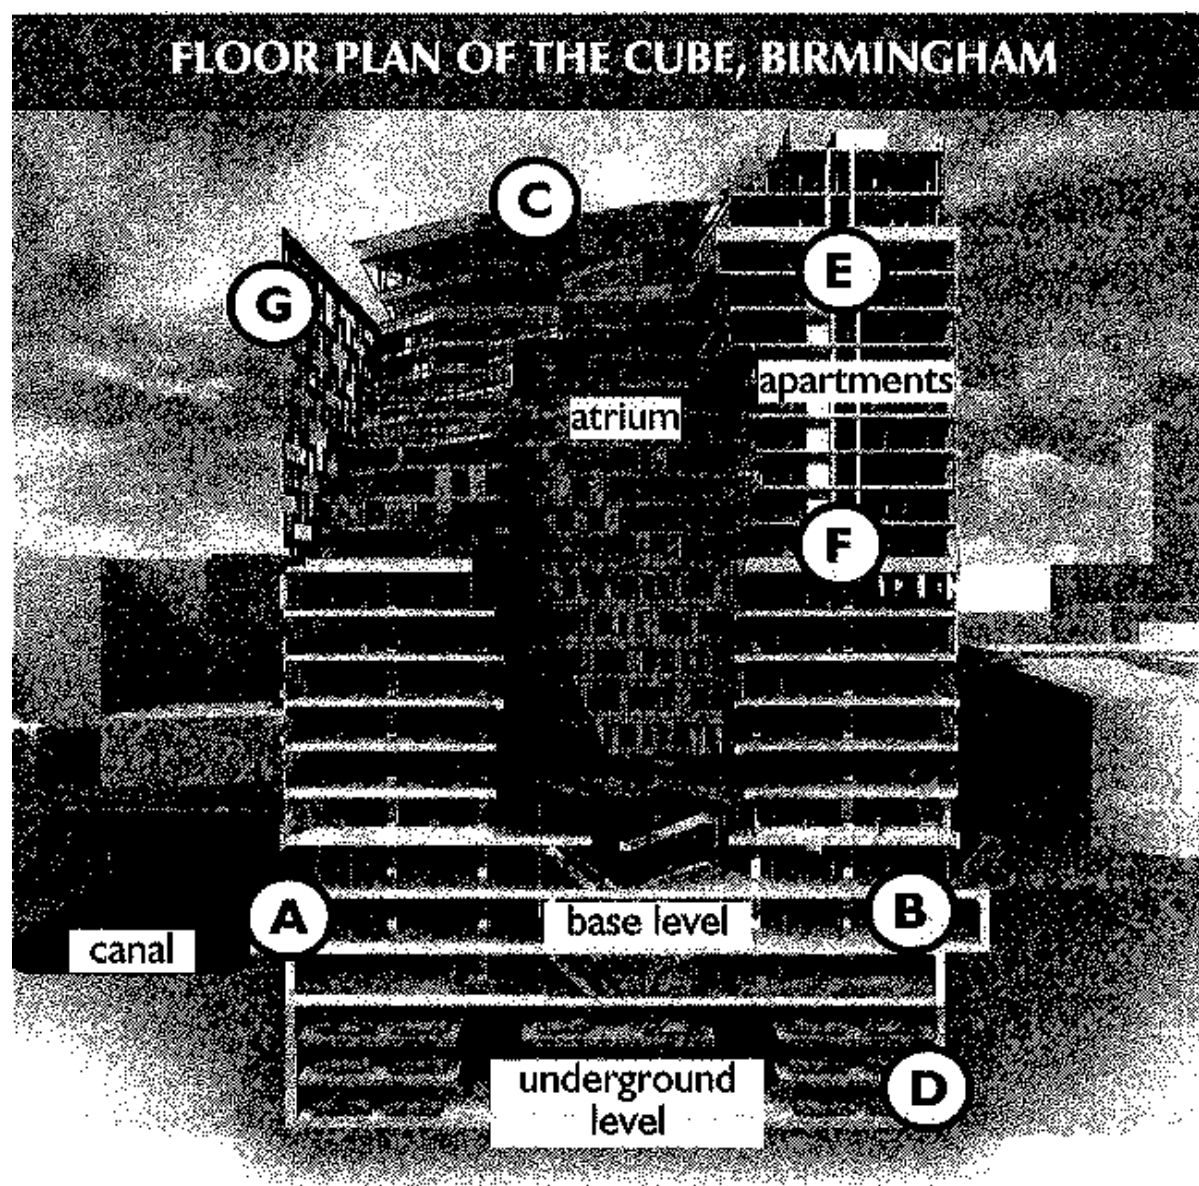 FLOOR PLAN OF THE CUBE, BIRMINGHAM
C
E
G
apartments
atrium
F
A
B
base level
canal
underground
level
D